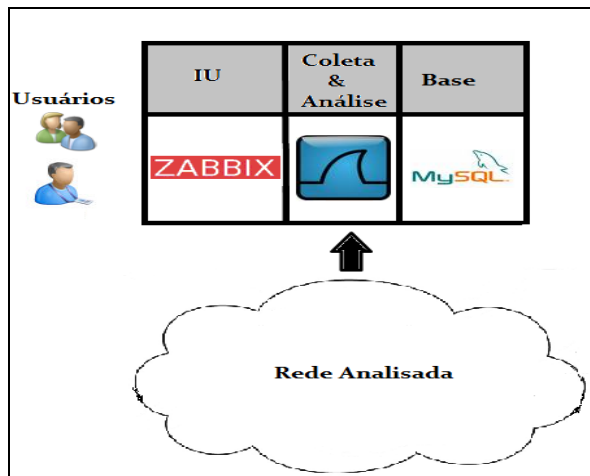 Usuários
IU
Coleta
&
Análise
Base
ZABBIX
MySQL
Rede Analisada